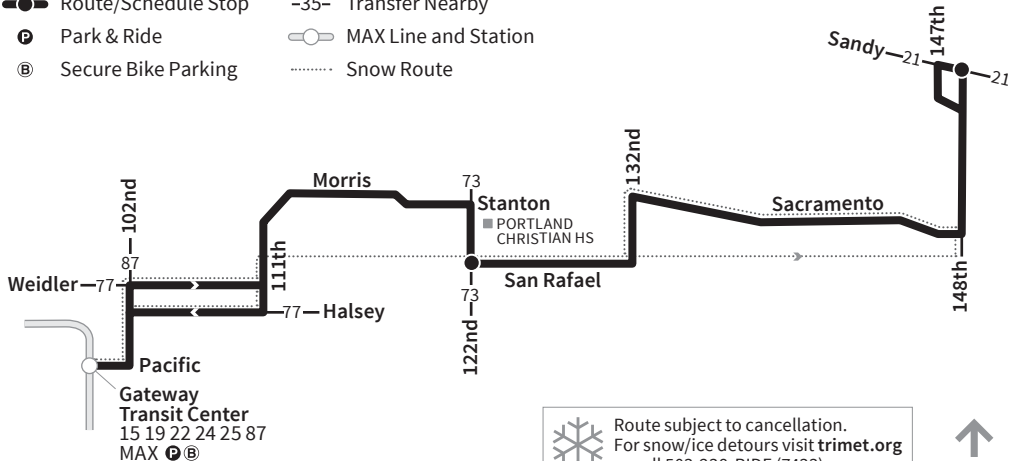 Route/Schedule Stop
–35– Transfer Nearby
P Park & Ride
MAX Line and Station
B Secure Bike Parking
Snow Route
147th
Sandy
21
21
132nd
Morris
73
102nd
Stanton
Sacramento
PORTLAND
CHRISTIAN HS
111th
87
Weidler
77
San Rafael
148th
77
Halsey
73
122nd
Pacific
Gateway
Transit Center
15 19 22 24 25 87
MAX P B
Route subject to cancellation.
For snow/ice detours visit trimet.org